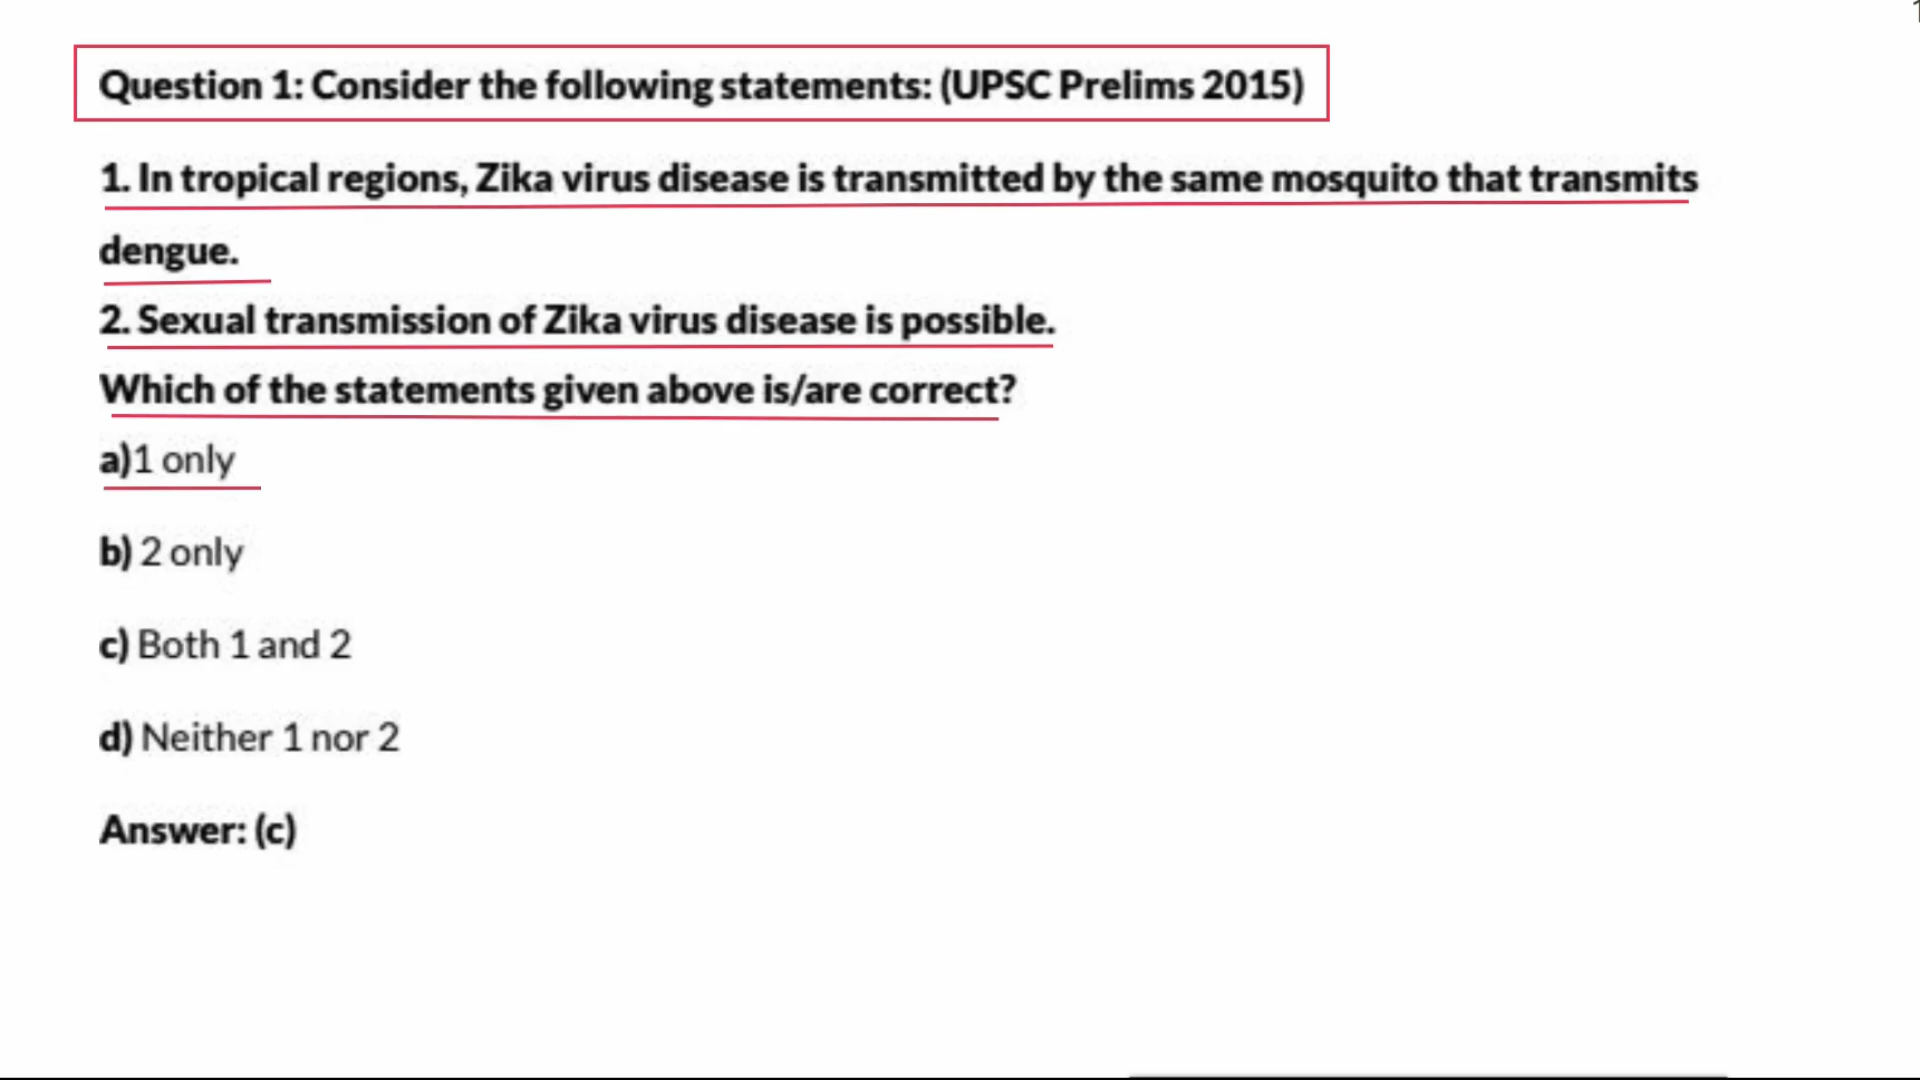 1
Question 1: Consider the following statements: (UPSC Prelims 2015)
1. In tropical regions, Zika virus disease is transmitted by the same mosquito that transmits
dengue.
2. Sexual transmission of Zika virus disease is possible.
Which of the statements given above is/are correct?
a)1 only
b) 2 only
c) Both 1 and 2
d) Neither 1 nor 2
Answer: (c)